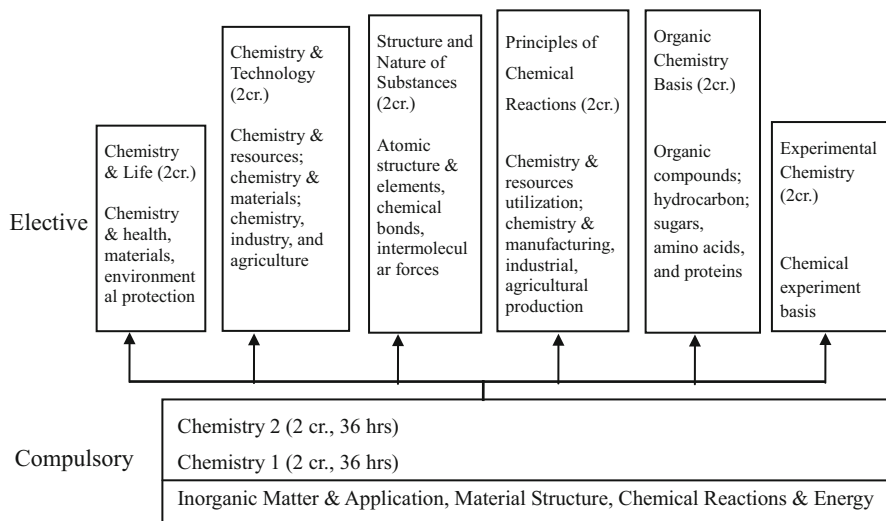 Elective
Chemistry
& Life (2cr.)
Chemistry
& health,
materials,
environment
al protection
Chemistry &
Technology
(2cr.)
Chemistry &
resources;
chemistry &
materials;
chemistry,
industry, and
agriculture
Structure and
Nature of
Substances
(2cr.)
Atomic
structure &
elements,
chemical
bonds,
intermolecul
ar forces
Principles of
Chemical
Reactions (2cr.)
Chemistry &
resources
utilization;
chemistry &
manufacturing,
industrial,
agricultural
production
Organic
Chemistry
Basis (2cr.)
Organic
compounds;
hydrocarbon;
sugars,
amino acids,
and proteins
Experimental
Chemistry
(2cr.)
Chemical
experiment
basis
Compulsory
Chemistry 2 (2 cr., 36 hrs)
Chemistry 1 (2 cr., 36 hrs)
Inorganic Matter & Application, Material Structure, Chemical Reactions & Energy